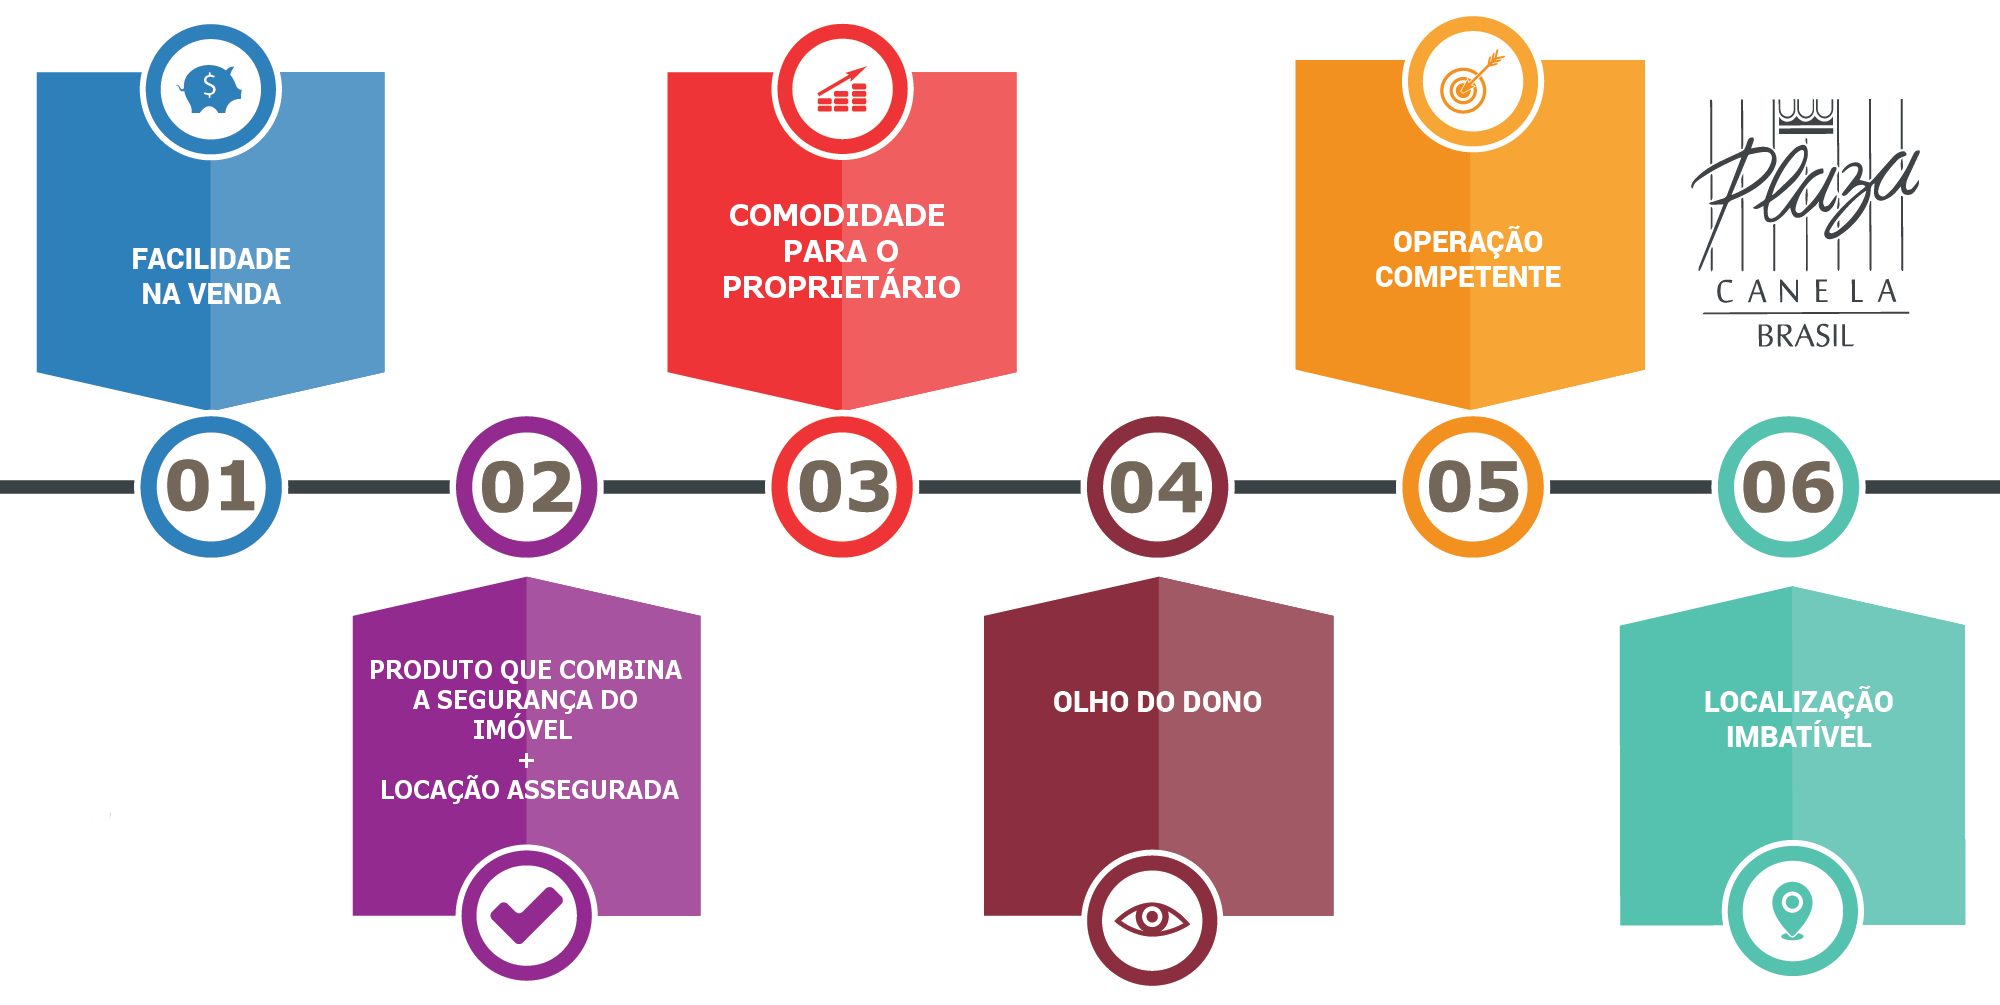 $
FACILIDADE
NA VENDA
01
PRODUTO QUE COMBINA
A SEGURANÇA DO
IMÓVEL
+
LOCAÇÃO ASSEGURADA
02
COMODIDADE
PARA O
PROPRIETÁRIO
03
OLHO DO DONO
04
OPERAÇÃO
COMPETENTE
05
LOCALIZAÇÃO
IMBATÍVEL
06
Plaza
CANELA
BRASIL